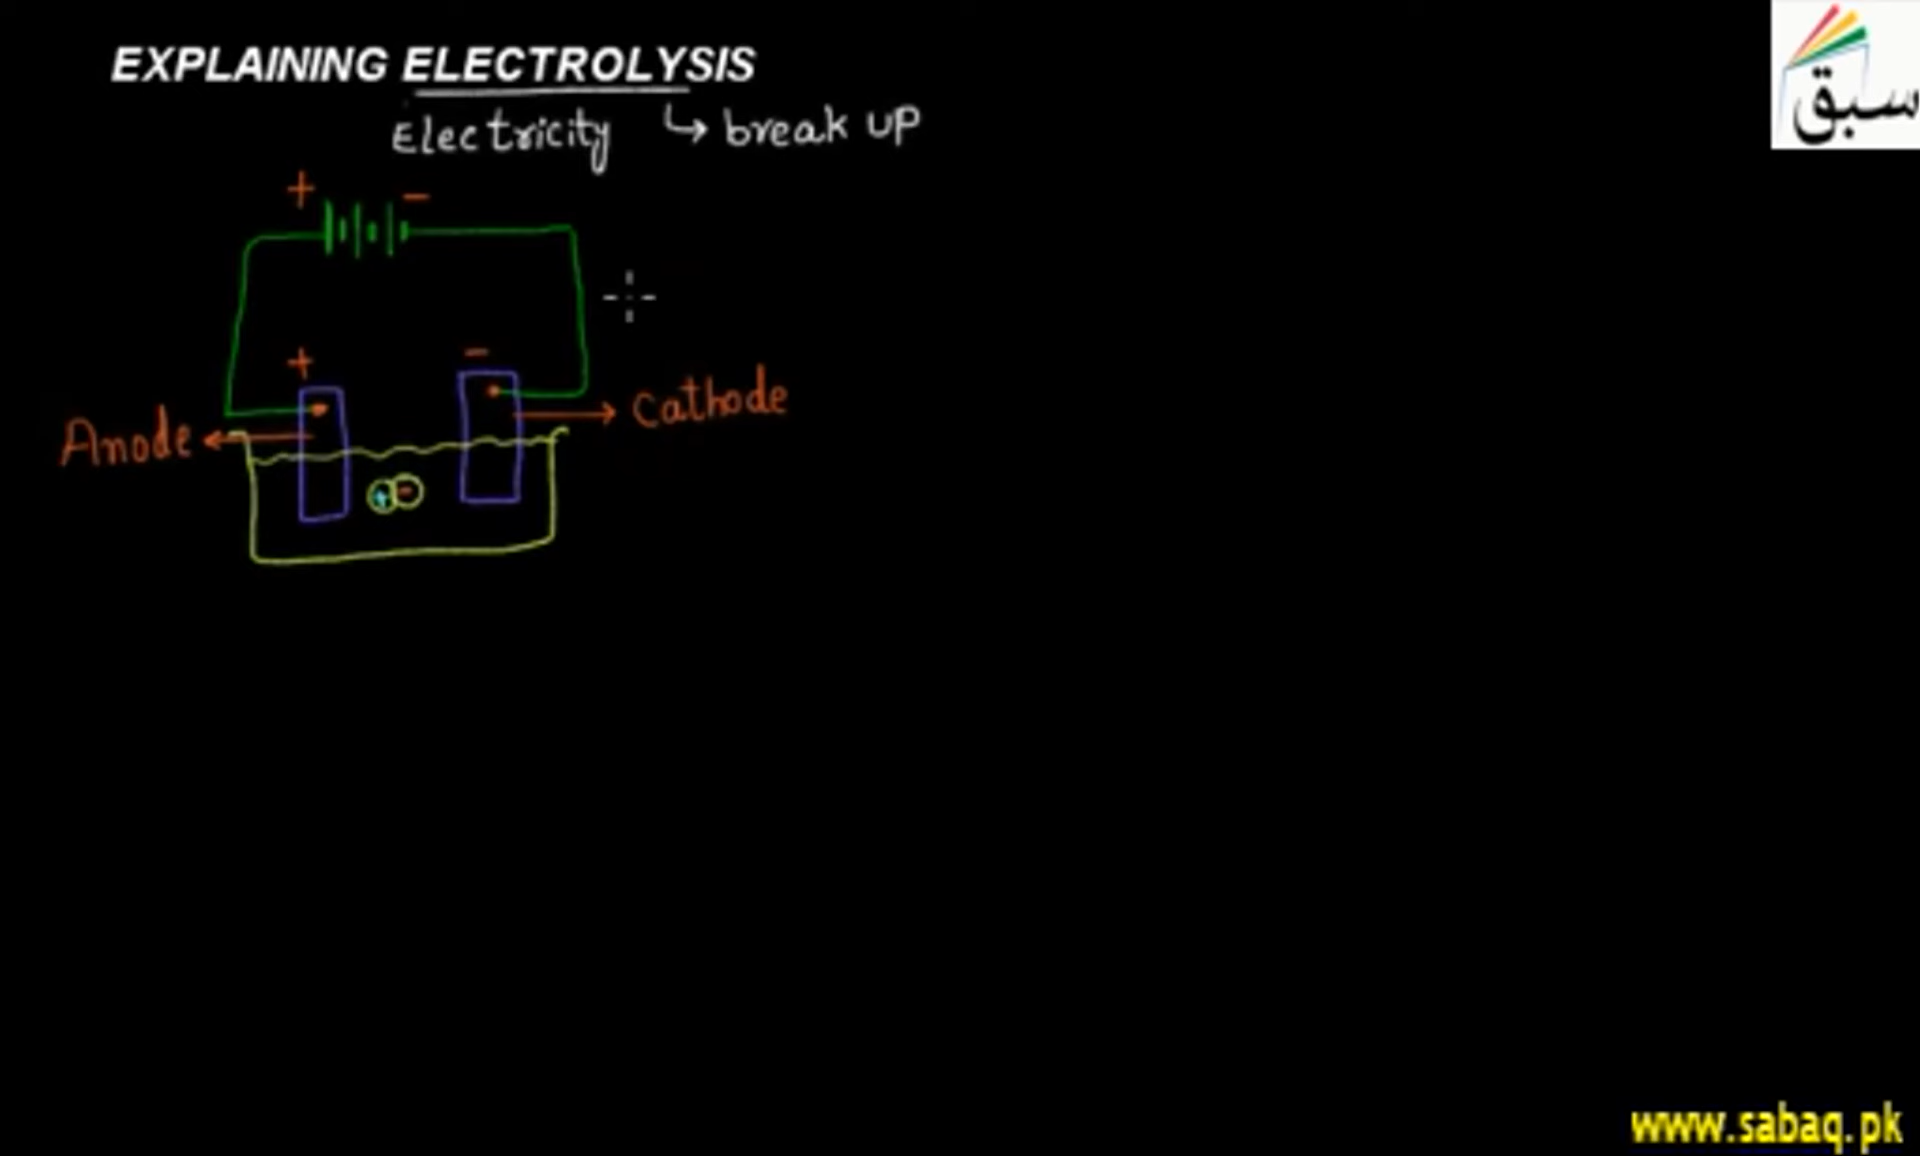 EXPLAINING ELECTROLYSIS
سبق
Electricity ↳ break up
+ -
+ -
Anode Cathode
+ -
www.sabaq.pk